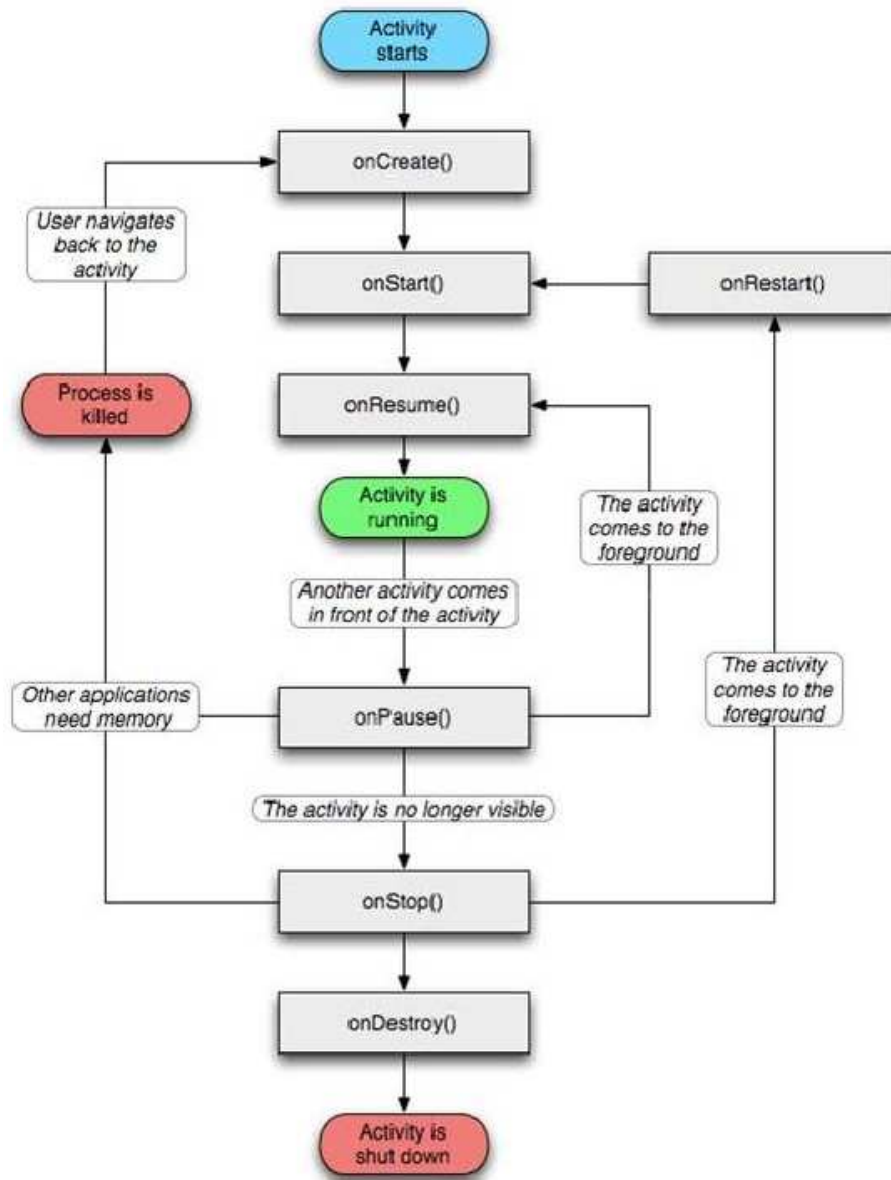 Activity
starts
onCreate()
User navigates
back to the
activity
onStart()
onRestart()
Process is
killed
onResume()
Activity is
running
The activity
comes to the
foreground
Another activity comes
in front of the activity
The activity
comes to the
foreground
Other applications
need memory
onPause()
The activity is no longer visible
onStop()
onDestroy()
Activity is
shut down